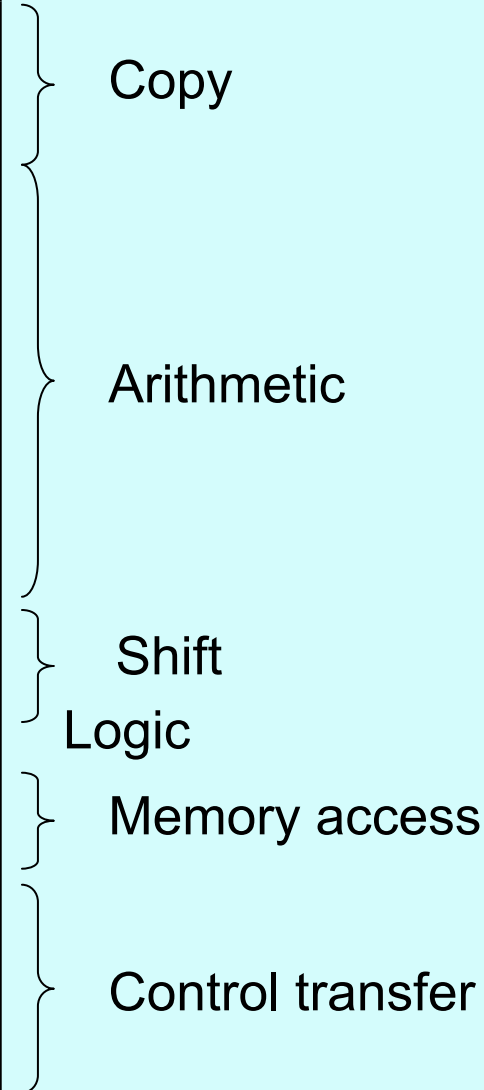 Copy
Arithmetic
Shift
Logic
Memory access
Control transfer